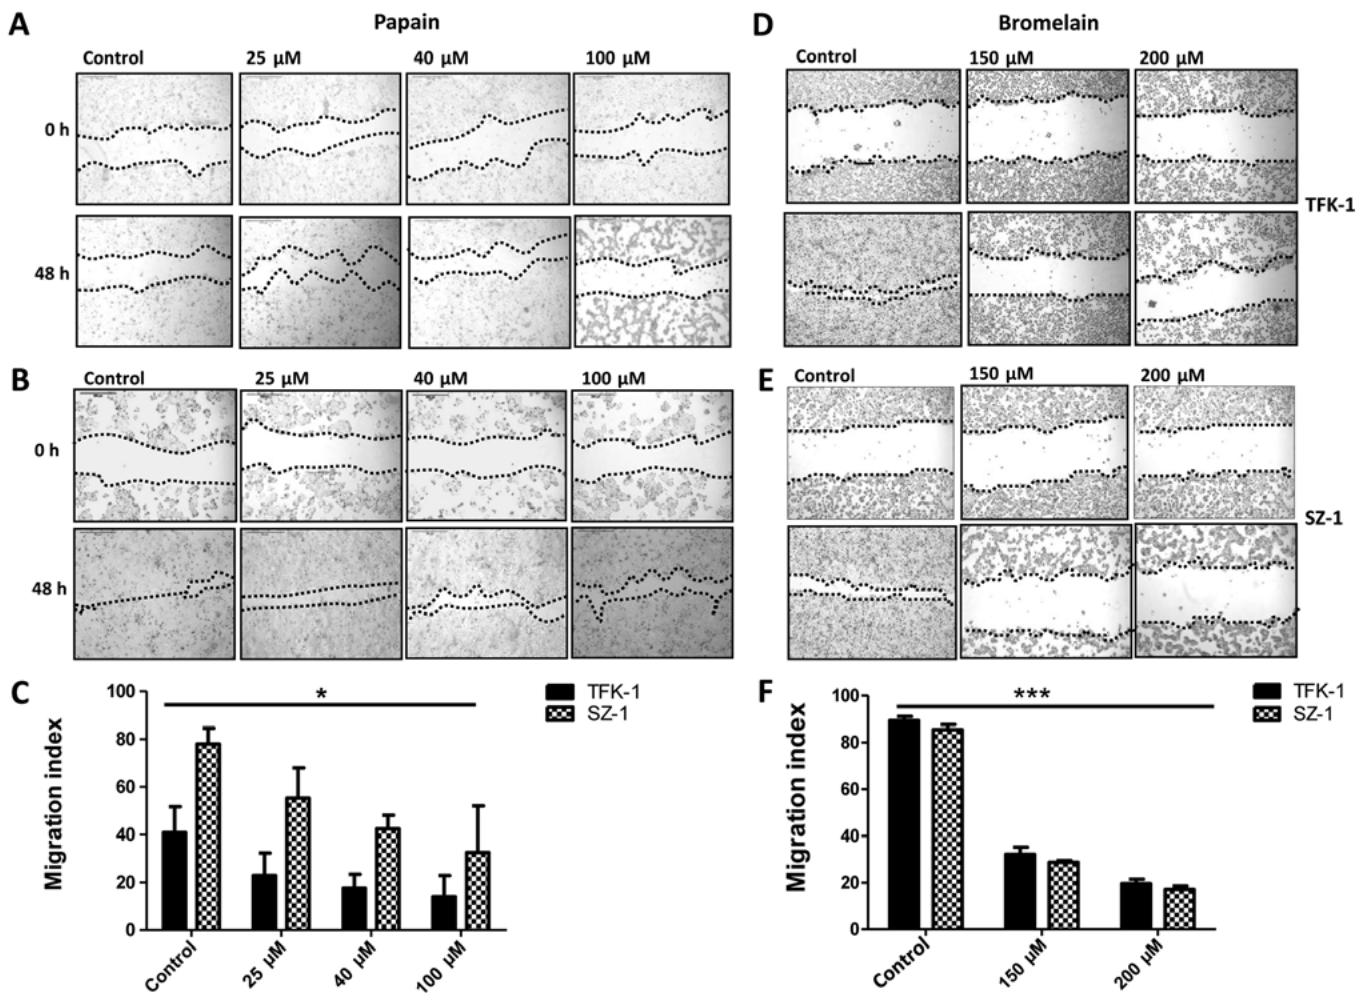 A
Papain
Control
25 µM
40 µM
100 µM
0 h
48 h
B
Control
25 µM
40 µM
100 µM
0 h
48 h
C
Migration index
100
80
60
40
20
0
*
TFK-1
SZ-1
Control
25 µM
40 µM
100 µM
D
Bromelain
Control
150 µM
200 µM
TFK-1
E
Control
150 µM
200 µM
SZ-1
F
Migration index
100
80
60
40
20
0
***
TFK-1
SZ-1
Control
150 µM
200 µM